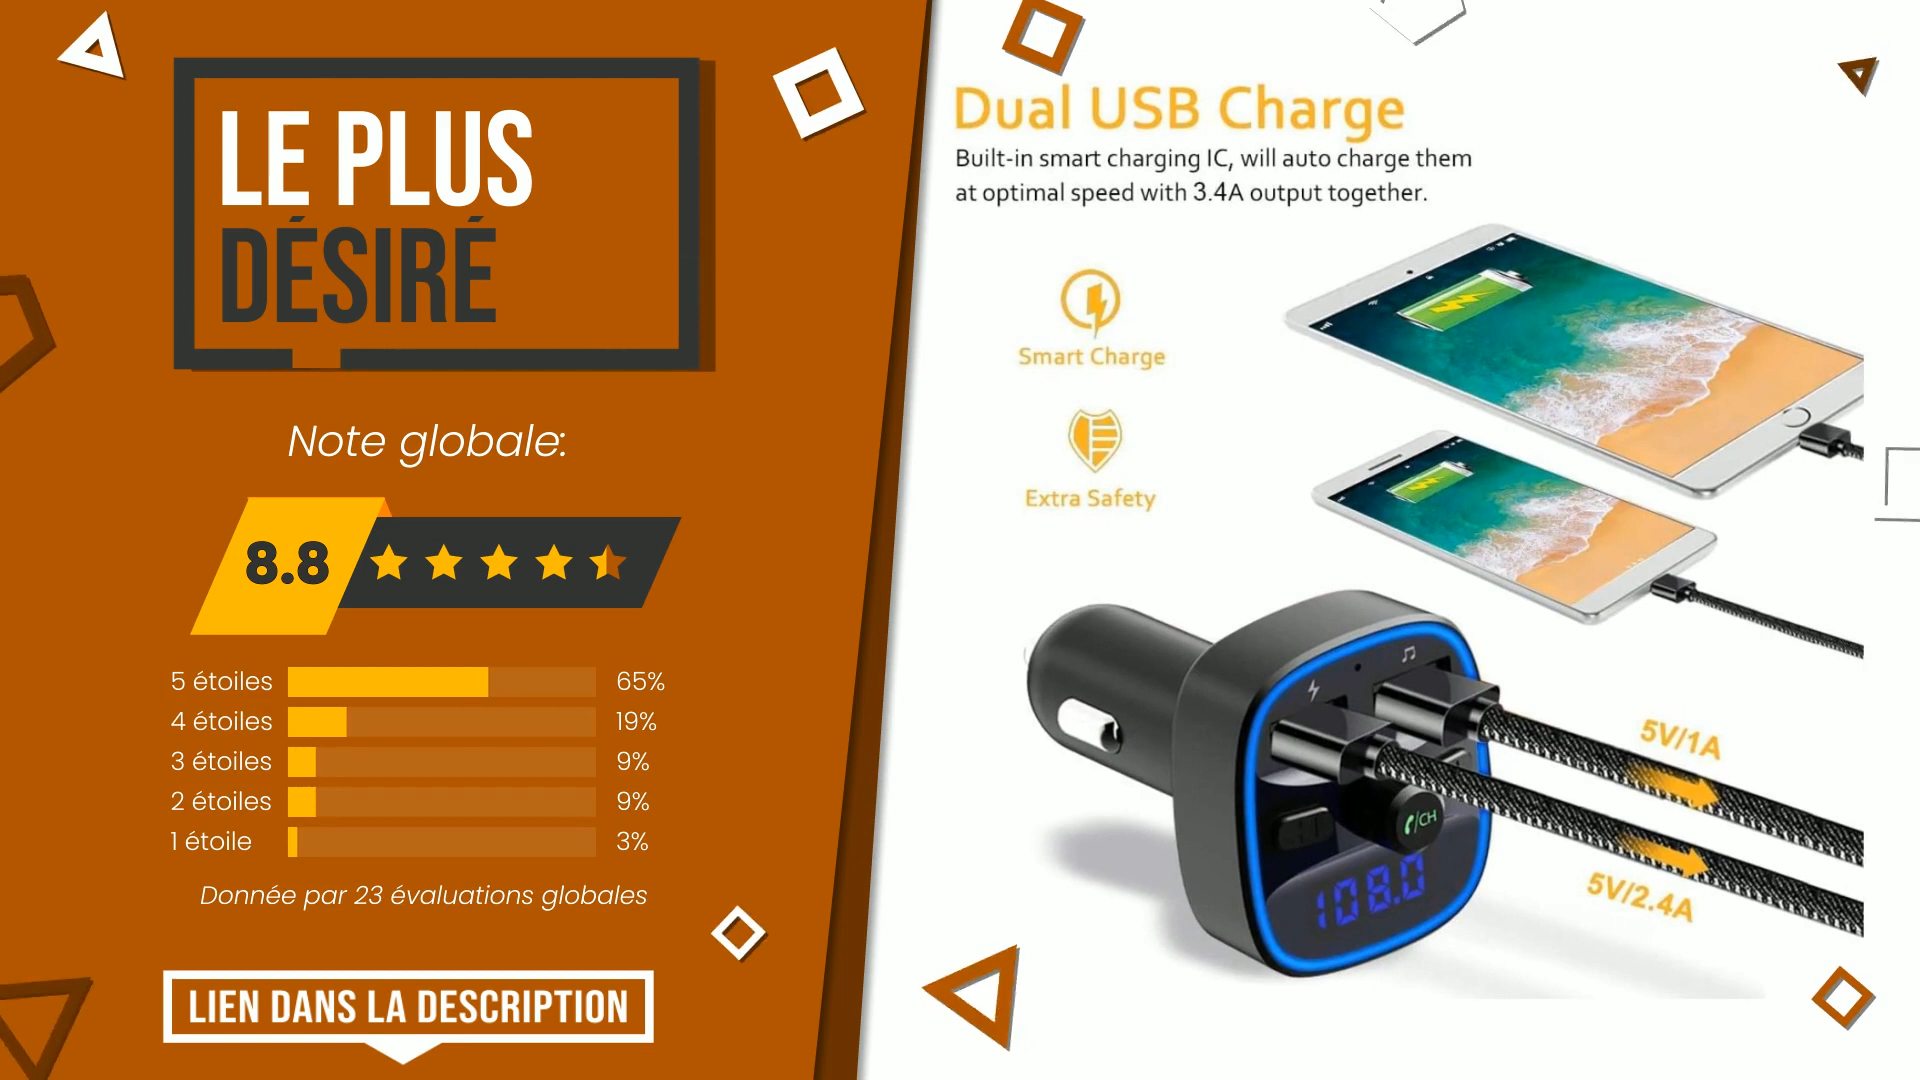 LE PLUS
DÉSIRÉ
Note globale:
8.8
5 étoiles 65%
4 étoiles 19%
3 étoiles 9%
2 étoiles 9%
1 étoile 3%
Donnée par 23 évaluations globales
LIEN DANS LA DESCRIPTION
Dual USB Charge
Built-in smart charging IC, will auto charge them
at optimal speed with 3.4A output together.
Smart Charge
Extra Safety
5V/1A
5V/2.4A
/CH
108.0